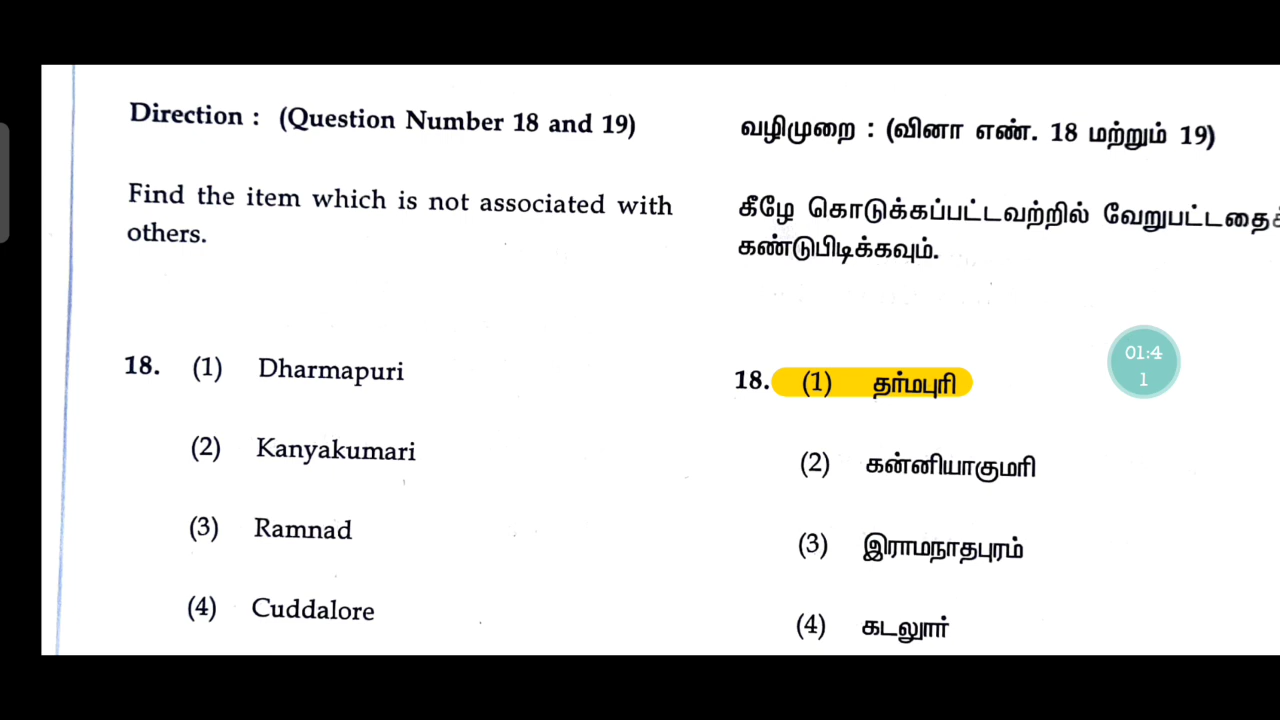 Direction : (Question Number 18 and 19)
Find the item which is not associated with
others.
18. (1) Dharmapuri
(2) Kanyakumari
(3) Ramnad
(4) Cuddalore
வழிமுறை : (வினா எண். 18 மற்றும் 19)
கீழே கொடுக்கப்பட்டவற்றில் வேறுபட்டதைக்
கண்டுபிடிக்கவும்.
18. (1) தர்மபுரி
(2) கன்னியாகுமரி
(3) இராமநாதபுரம்
(4) கடலூர்
01:4
1